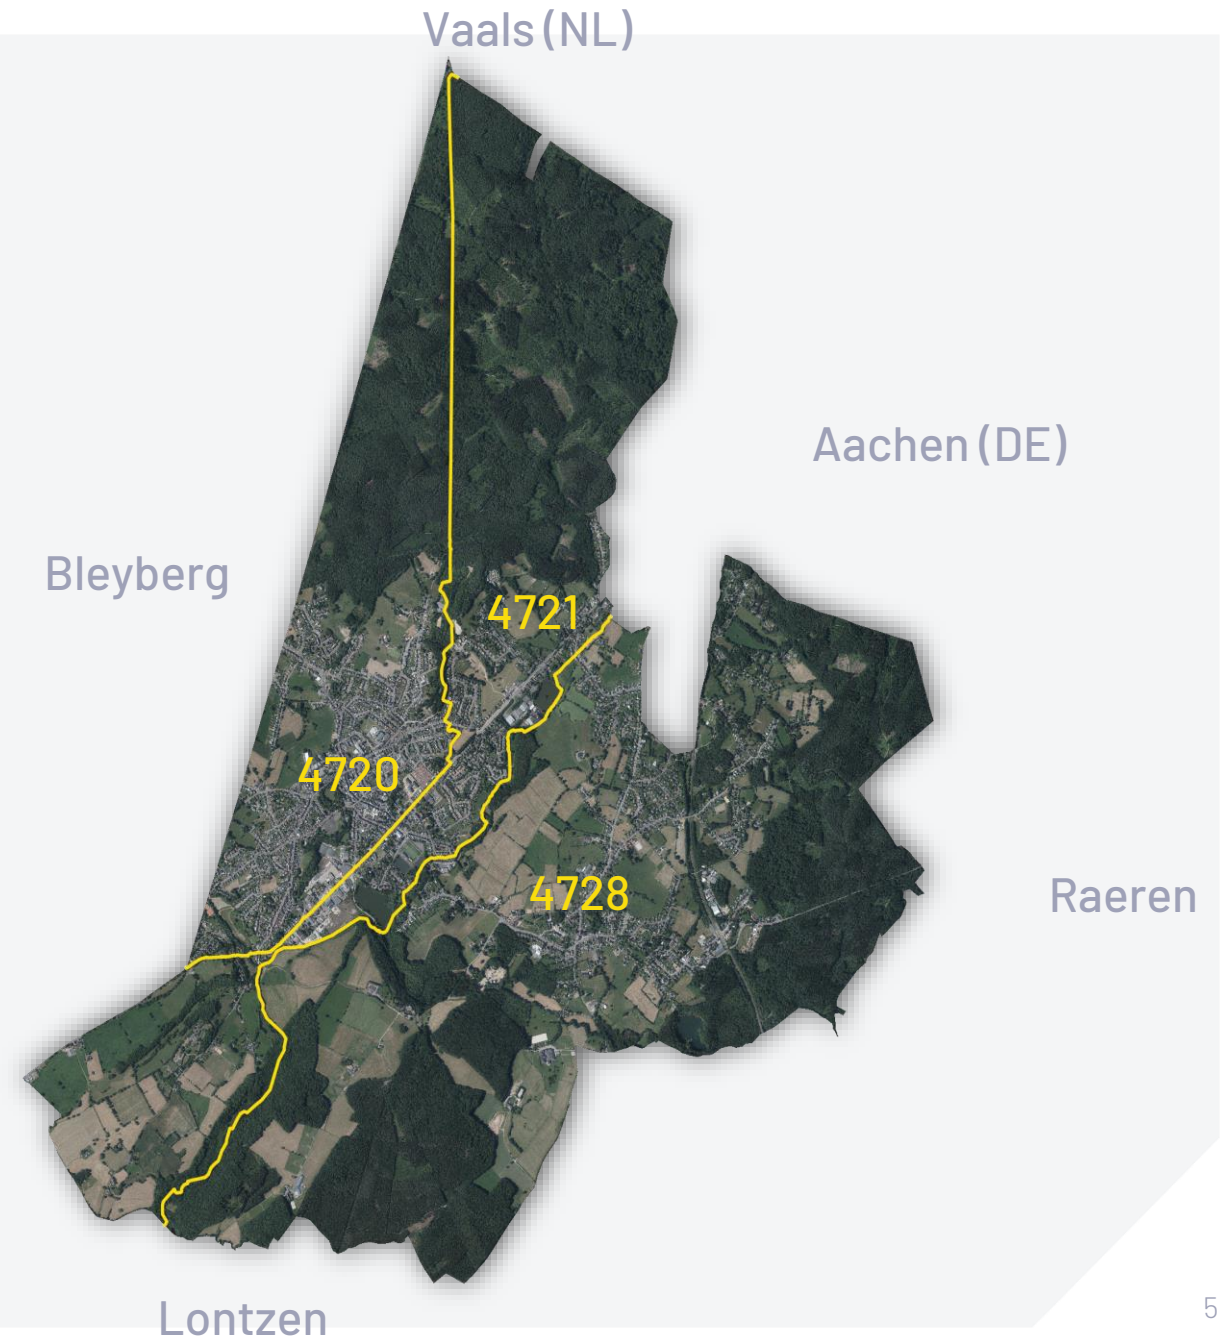 Vaals (NL)
Aachen (DE)
Bleyberg
4721
4720
4728
Raeren
Lontzen
5